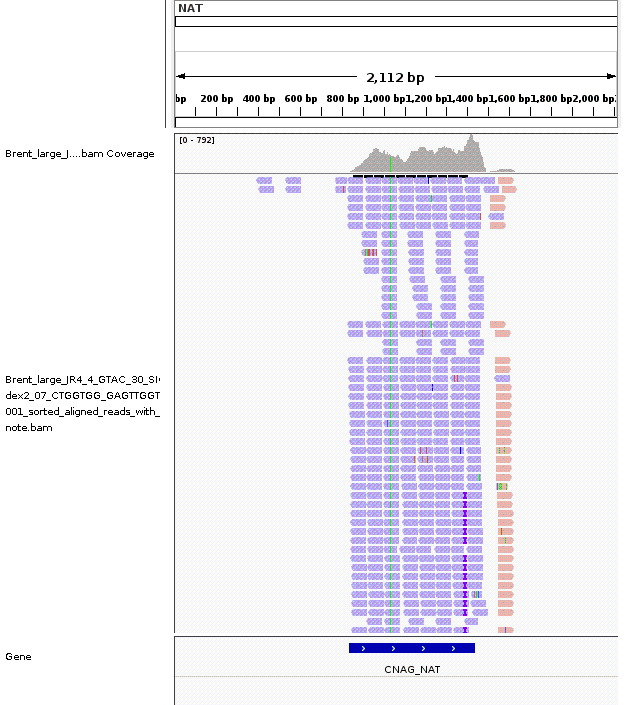 NAT
2,112 bp
bp 200 bp 400 bp 600 bp 800 bp 1,000 bp 1,200 bp 1,400 bp 1,600 bp 1,800 bp 2,000 bp
[0 - 792]
Brent_large_J....bam Coverage
Brent_large_JR4_4_GTAC_30_SI
dex2_07_CTGGTGG_GAGTTGGT
001_sorted_aligned_reads_with_
note.bam
Gene
CNAG_NAT